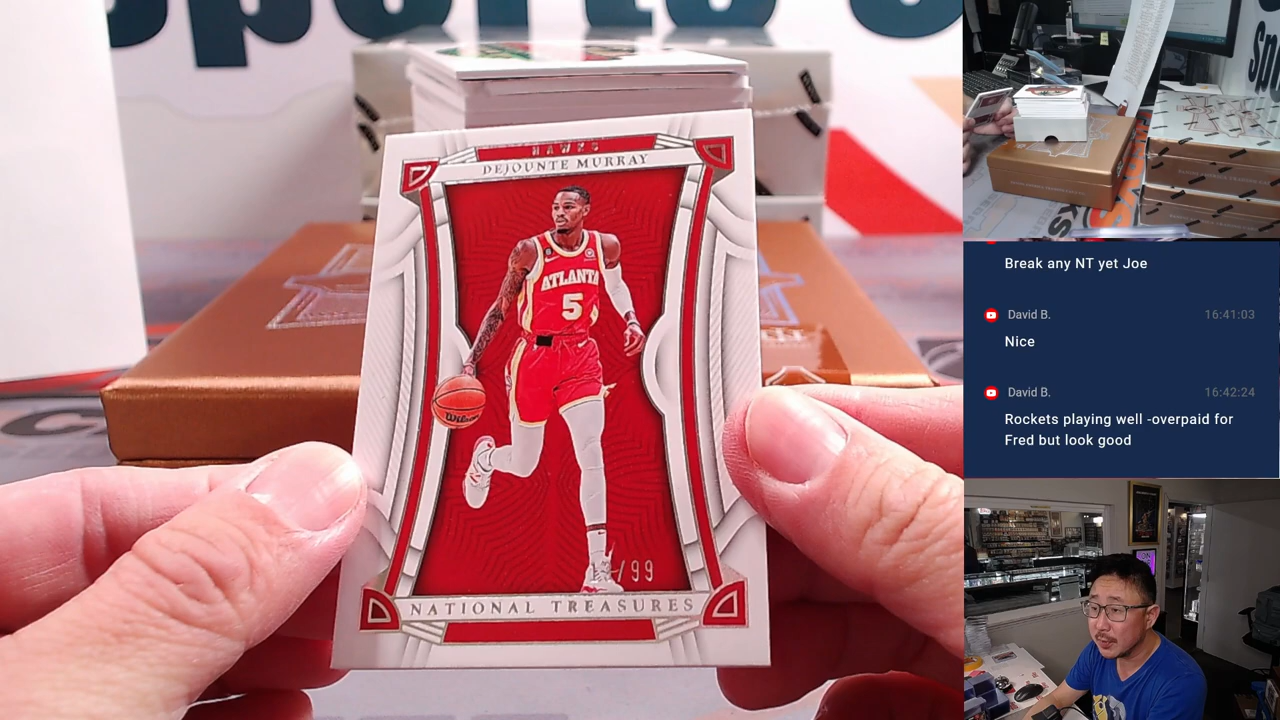 HAWKS
DEJOUNTE MURRAY
ATLANTA
5
Wilson
/99
NATIONAL TREASURES
Break any NT yet Joe
David B. 16:41:03
Nice
David B. 16:42:24
Rockets playing well -overpaid for
Fred but look good